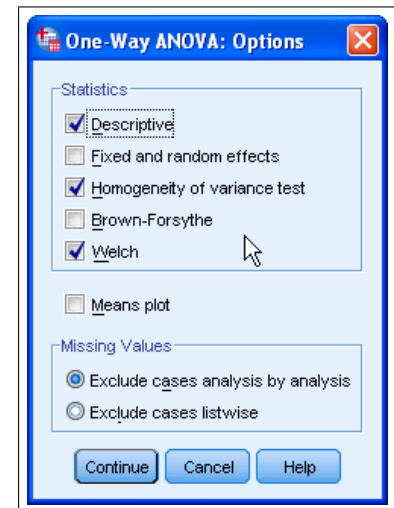 One-Way ANOVA: Options
Statistics
Descriptive
Fixed and random effects
Homogeneity of variance test
Brown-Forsythe
Welch
Means plot
Missing Values
Exclude cases analysis by analysis
Exclude cases listwise
Continue Cancel Help